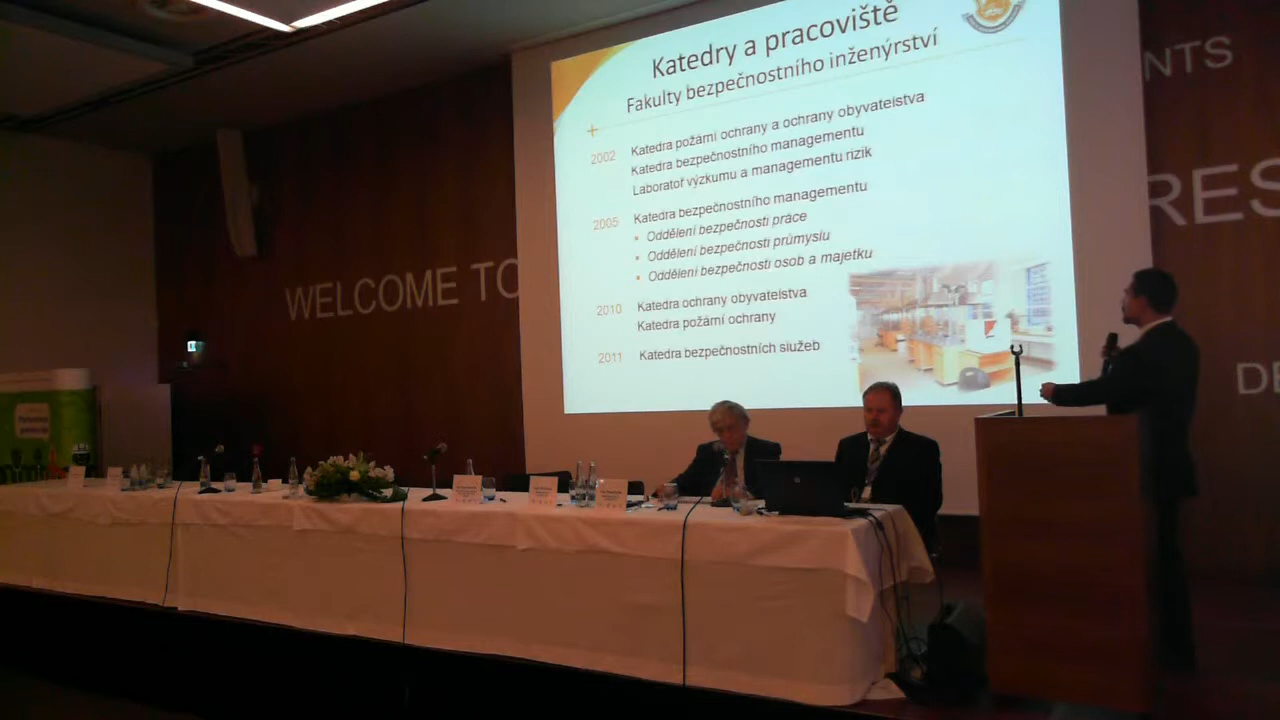 Katedry a pracoviště
Fakulty bezpečnostního inženýrství
2002 Katedra požární ochrany a ochrany obyvatelstva
Katedra bezpečnostního managementu
Laboratoř výzkumu a managementu rizik
2005 Katedra bezpečnostního managementu
• Oddělení bezpečnosti práce
• Oddělení bezpečnosti průmyslu
• Oddělení bezpečnosti osob a majetku
2010 Katedra ochrany obyvatelstva
Katedra požární ochrany
2011 Katedra bezpečnostních služeb
WELCOME TO
NTS
RES
DE